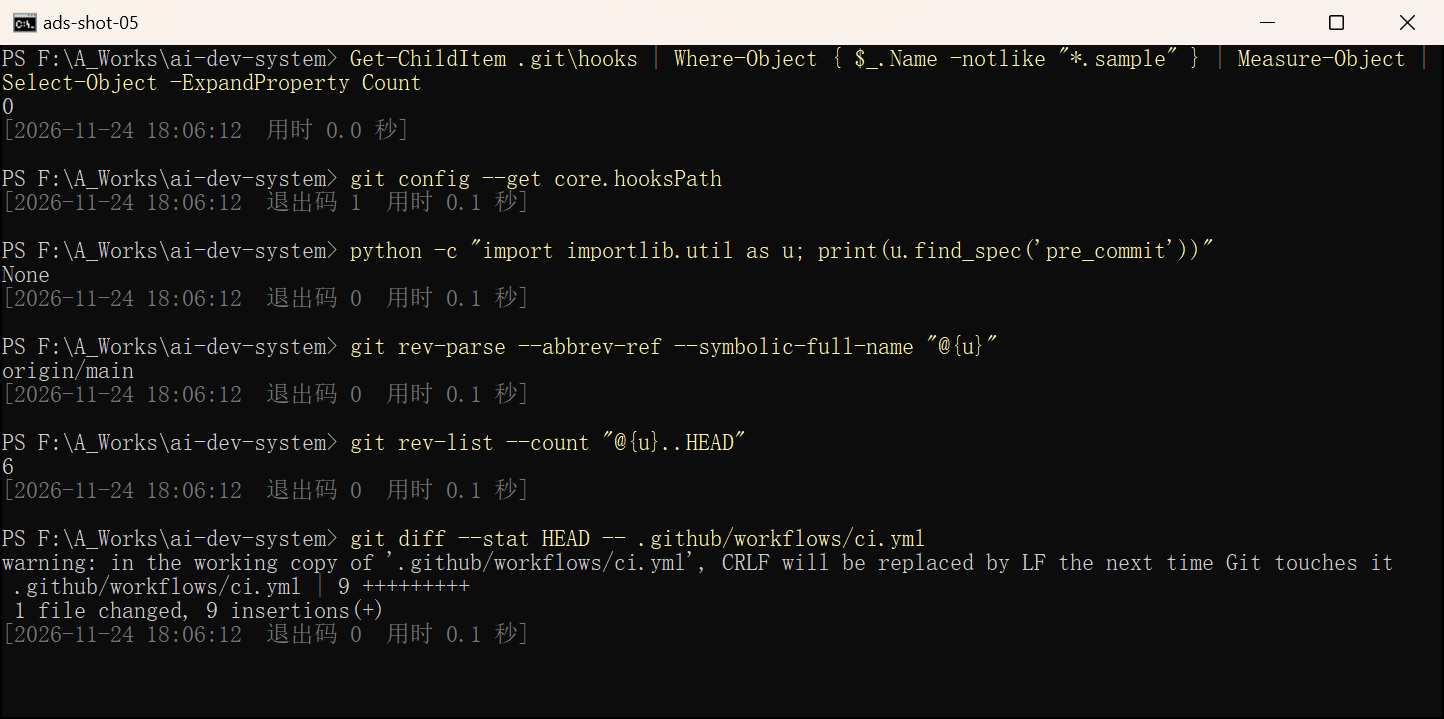 ads-shot-05
PS F:\A_Works\ai-dev-system> Get-ChildItem .git\hooks | Where-Object { $_.Name -notlike "*.sample" } | Measure-Object |
Select-Object -ExpandProperty Count
0
[2026-11-24 18:06:12  用时 0.0 秒]
PS F:\A_Works\ai-dev-system> git config --get core.hooksPath
[2026-11-24 18:06:12  退出码 1  用时 0.1 秒]
PS F:\A_Works\ai-dev-system> python -c "import importlib.util as u; print(u.find_spec('pre_commit'))"
None
[2026-11-24 18:06:12  退出码 0  用时 0.1 秒]
PS F:\A_Works\ai-dev-system> git rev-parse --abbrev-ref --symbolic-full-name "@{u}"
origin/main
[2026-11-24 18:06:12  退出码 0  用时 0.1 秒]
PS F:\A_Works\ai-dev-system> git rev-list --count "@{u}..HEAD"
6
[2026-11-24 18:06:12  退出码 0  用时 0.1 秒]
PS F:\A_Works\ai-dev-system> git diff --stat HEAD -- .github/workflows/ci.yml
warning: in the working copy of '.github/workflows/ci.yml', CRLF will be replaced by LF the next time Git touches it
 .github/workflows/ci.yml | 9 +++++++++
 1 file changed, 9 insertions(+)
[2026-11-24 18:06:12  退出码 0  用时 0.1 秒]